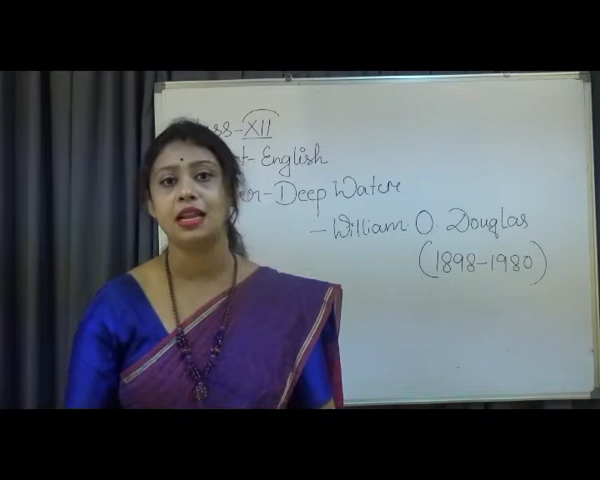 ss-XII
t-English
er-Deep Water
- William O. Douglas
(1898-1980)